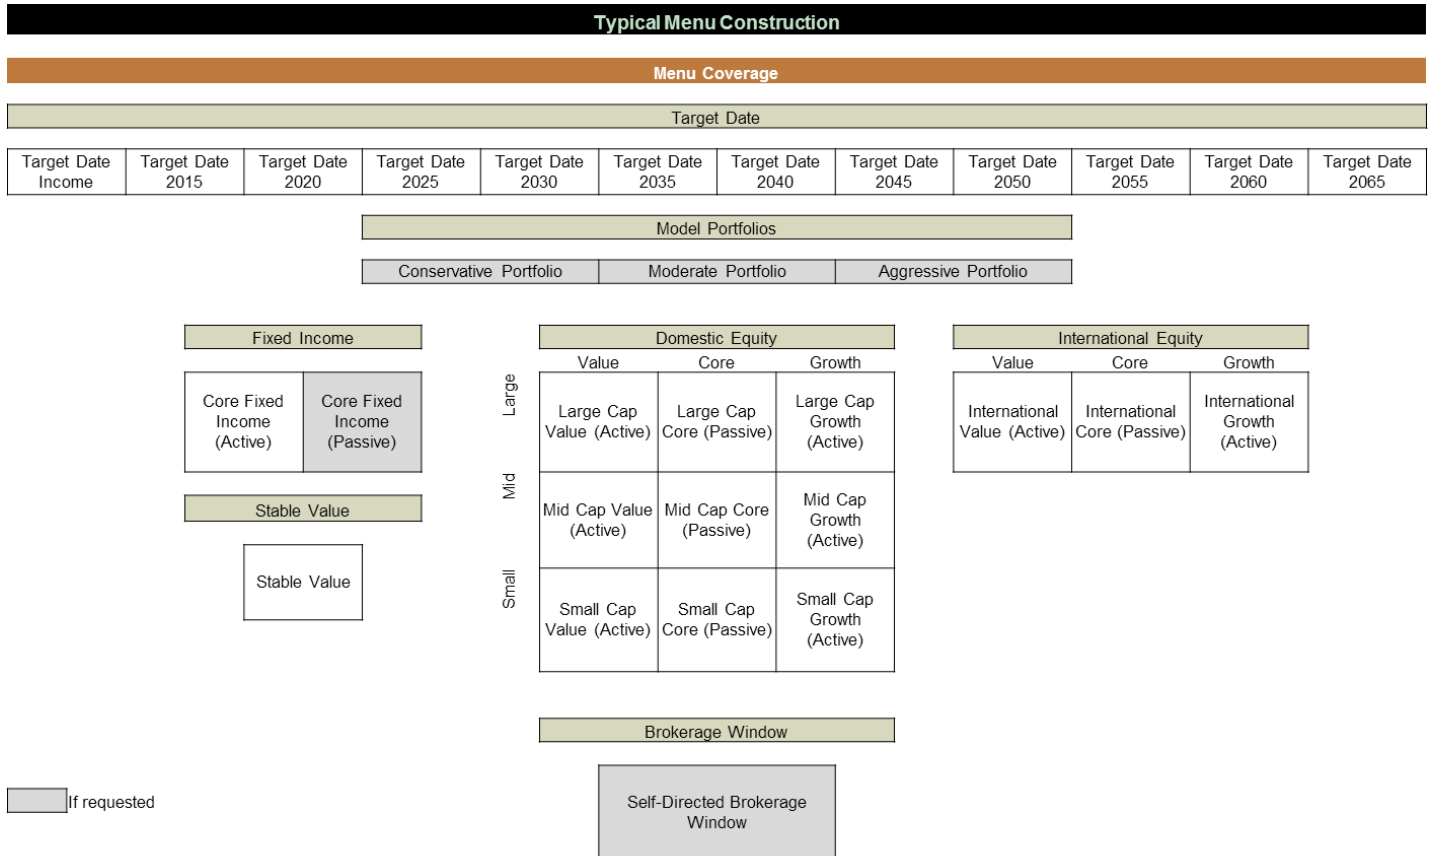 Typical Menu Construction
Menu Coverage
Target Date
Target Date Income
Target Date 2015
Target Date 2020
Target Date 2025
Target Date 2030
Target Date 2035
Target Date 2040
Target Date 2045
Target Date 2050
Target Date 2055
Target Date 2060
Target Date 2065
Model Portfolios
Conservative Portfolio
Moderate Portfolio
Aggressive Portfolio
Fixed Income
Core Fixed
Income
(Active)
Core Fixed
Income
(Passive)
Stable Value
Stable Value
Domestic Equity
Value Core Growth
Large
Large Cap
Value (Active)
Large Cap
Core (Passive)
Large Cap
Growth
(Active)
Mid
Mid Cap Value
(Active)
Mid Cap Core
(Passive)
Mid Cap
Growth
(Active)
Small
Small Cap
Value (Active)
Small Cap
Core (Passive)
Small Cap
Growth
(Active)
International Equity
Value Core Growth
International
Value (Active)
International
Core (Passive)
International
Growth
(Active)
Brokerage Window
Self-Directed Brokerage
Window
If requested